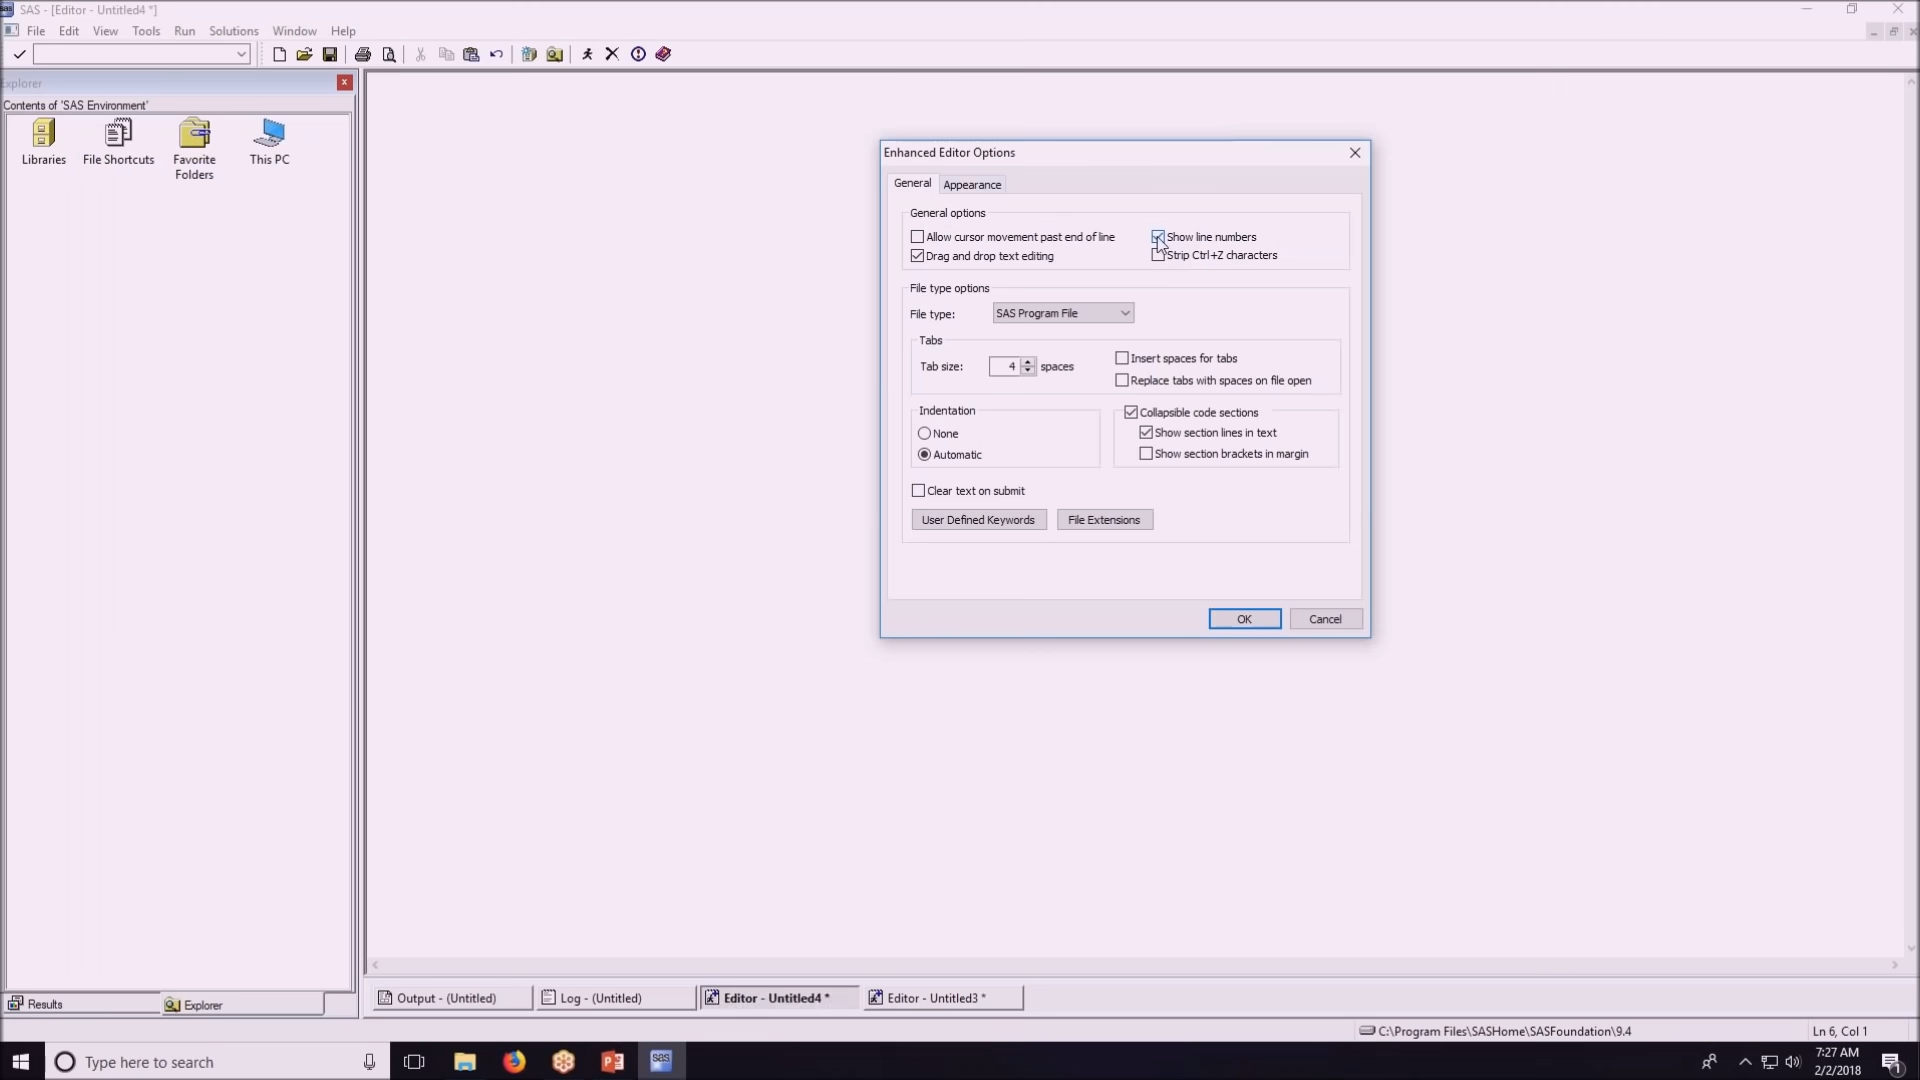 SAS - [Editor - Untitled4 *]
File Edit View Tools Run Solutions Window Help
Explorer
Contents of 'SAS Environment'
Libraries File Shortcuts Favorite Folders This PC
Enhanced Editor Options
General Appearance
General options
Allow cursor movement past end of line Show line numbers
Drag and drop text editing Strip Ctrl+Z characters
File type options
File type: SAS Program File
Tabs
Tab size: 4 spaces Insert spaces for tabs
Replace tabs with spaces on file open
Indentation Collapsible code sections
None Show section lines in text
Automatic Show section brackets in margin
Clear text on submit
User Defined Keywords File Extensions
OK Cancel
Results Explorer Output - (Untitled) Log - (Untitled) Editor - Untitled4 * Editor - Untitled3 *
C:\Program Files\SASHome\SASFoundation\9.4 Ln 6, Col 1
Type here to search sas 7:27 AM
2/2/2018 1